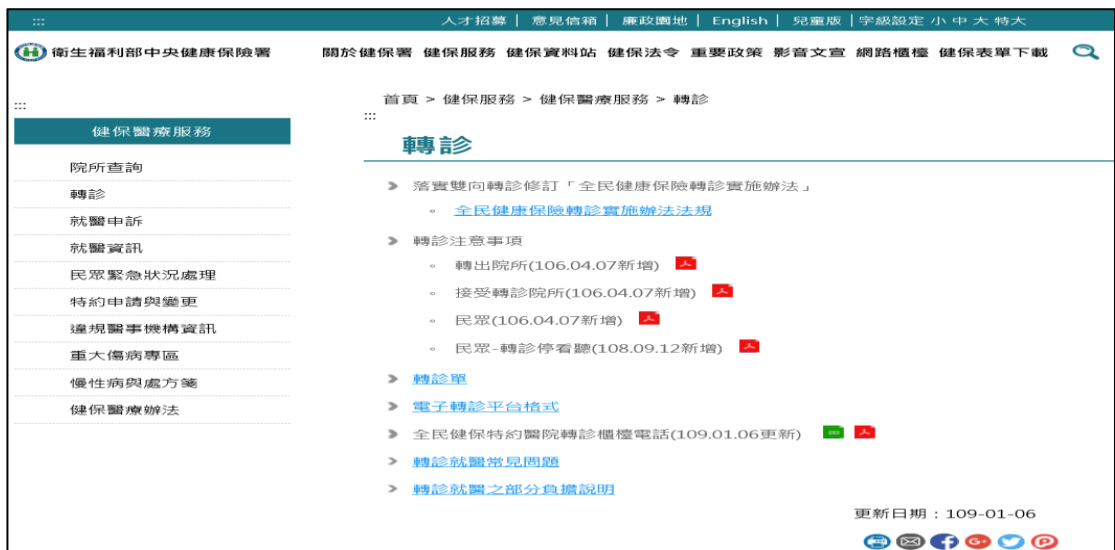 :::
人才招募│ 意見信箱│ 廉政園地│ English│ 兒童版│字級設定 小 中 大 特大
衛生福利部中央健康保險署
關於健保署 健保服務 健保資料站 健保法令 重要政策 影音文宣 網路櫃檯 健保表單下載
:::
健保醫療服務
院所查詢
轉診
就醫申訴
就醫資訊
民眾緊急狀況處理
特約申請與變更
違規醫事機構資訊
重大傷病專區
慢性病與處方箋
健保醫療辦法
首頁 > 健保服務 > 健保醫療服務 > 轉診
:::
轉診
落實雙向轉診修訂「全民健康保險轉診實施辦法」
全民健康保險轉診實施辦法法規
轉診注意事項
轉出院所(106.04.07新增)
接受轉診院所(106.04.07新增)
民眾(106.04.07新增)
民眾-轉診停看聽(108.09.12新增)
轉診單
電子轉診平台格式
全民健保特約醫院轉診櫃檯電話(109.01.06更新)
轉診就醫常見問題
轉診就醫之部分負擔說明
更新日期：109-01-06